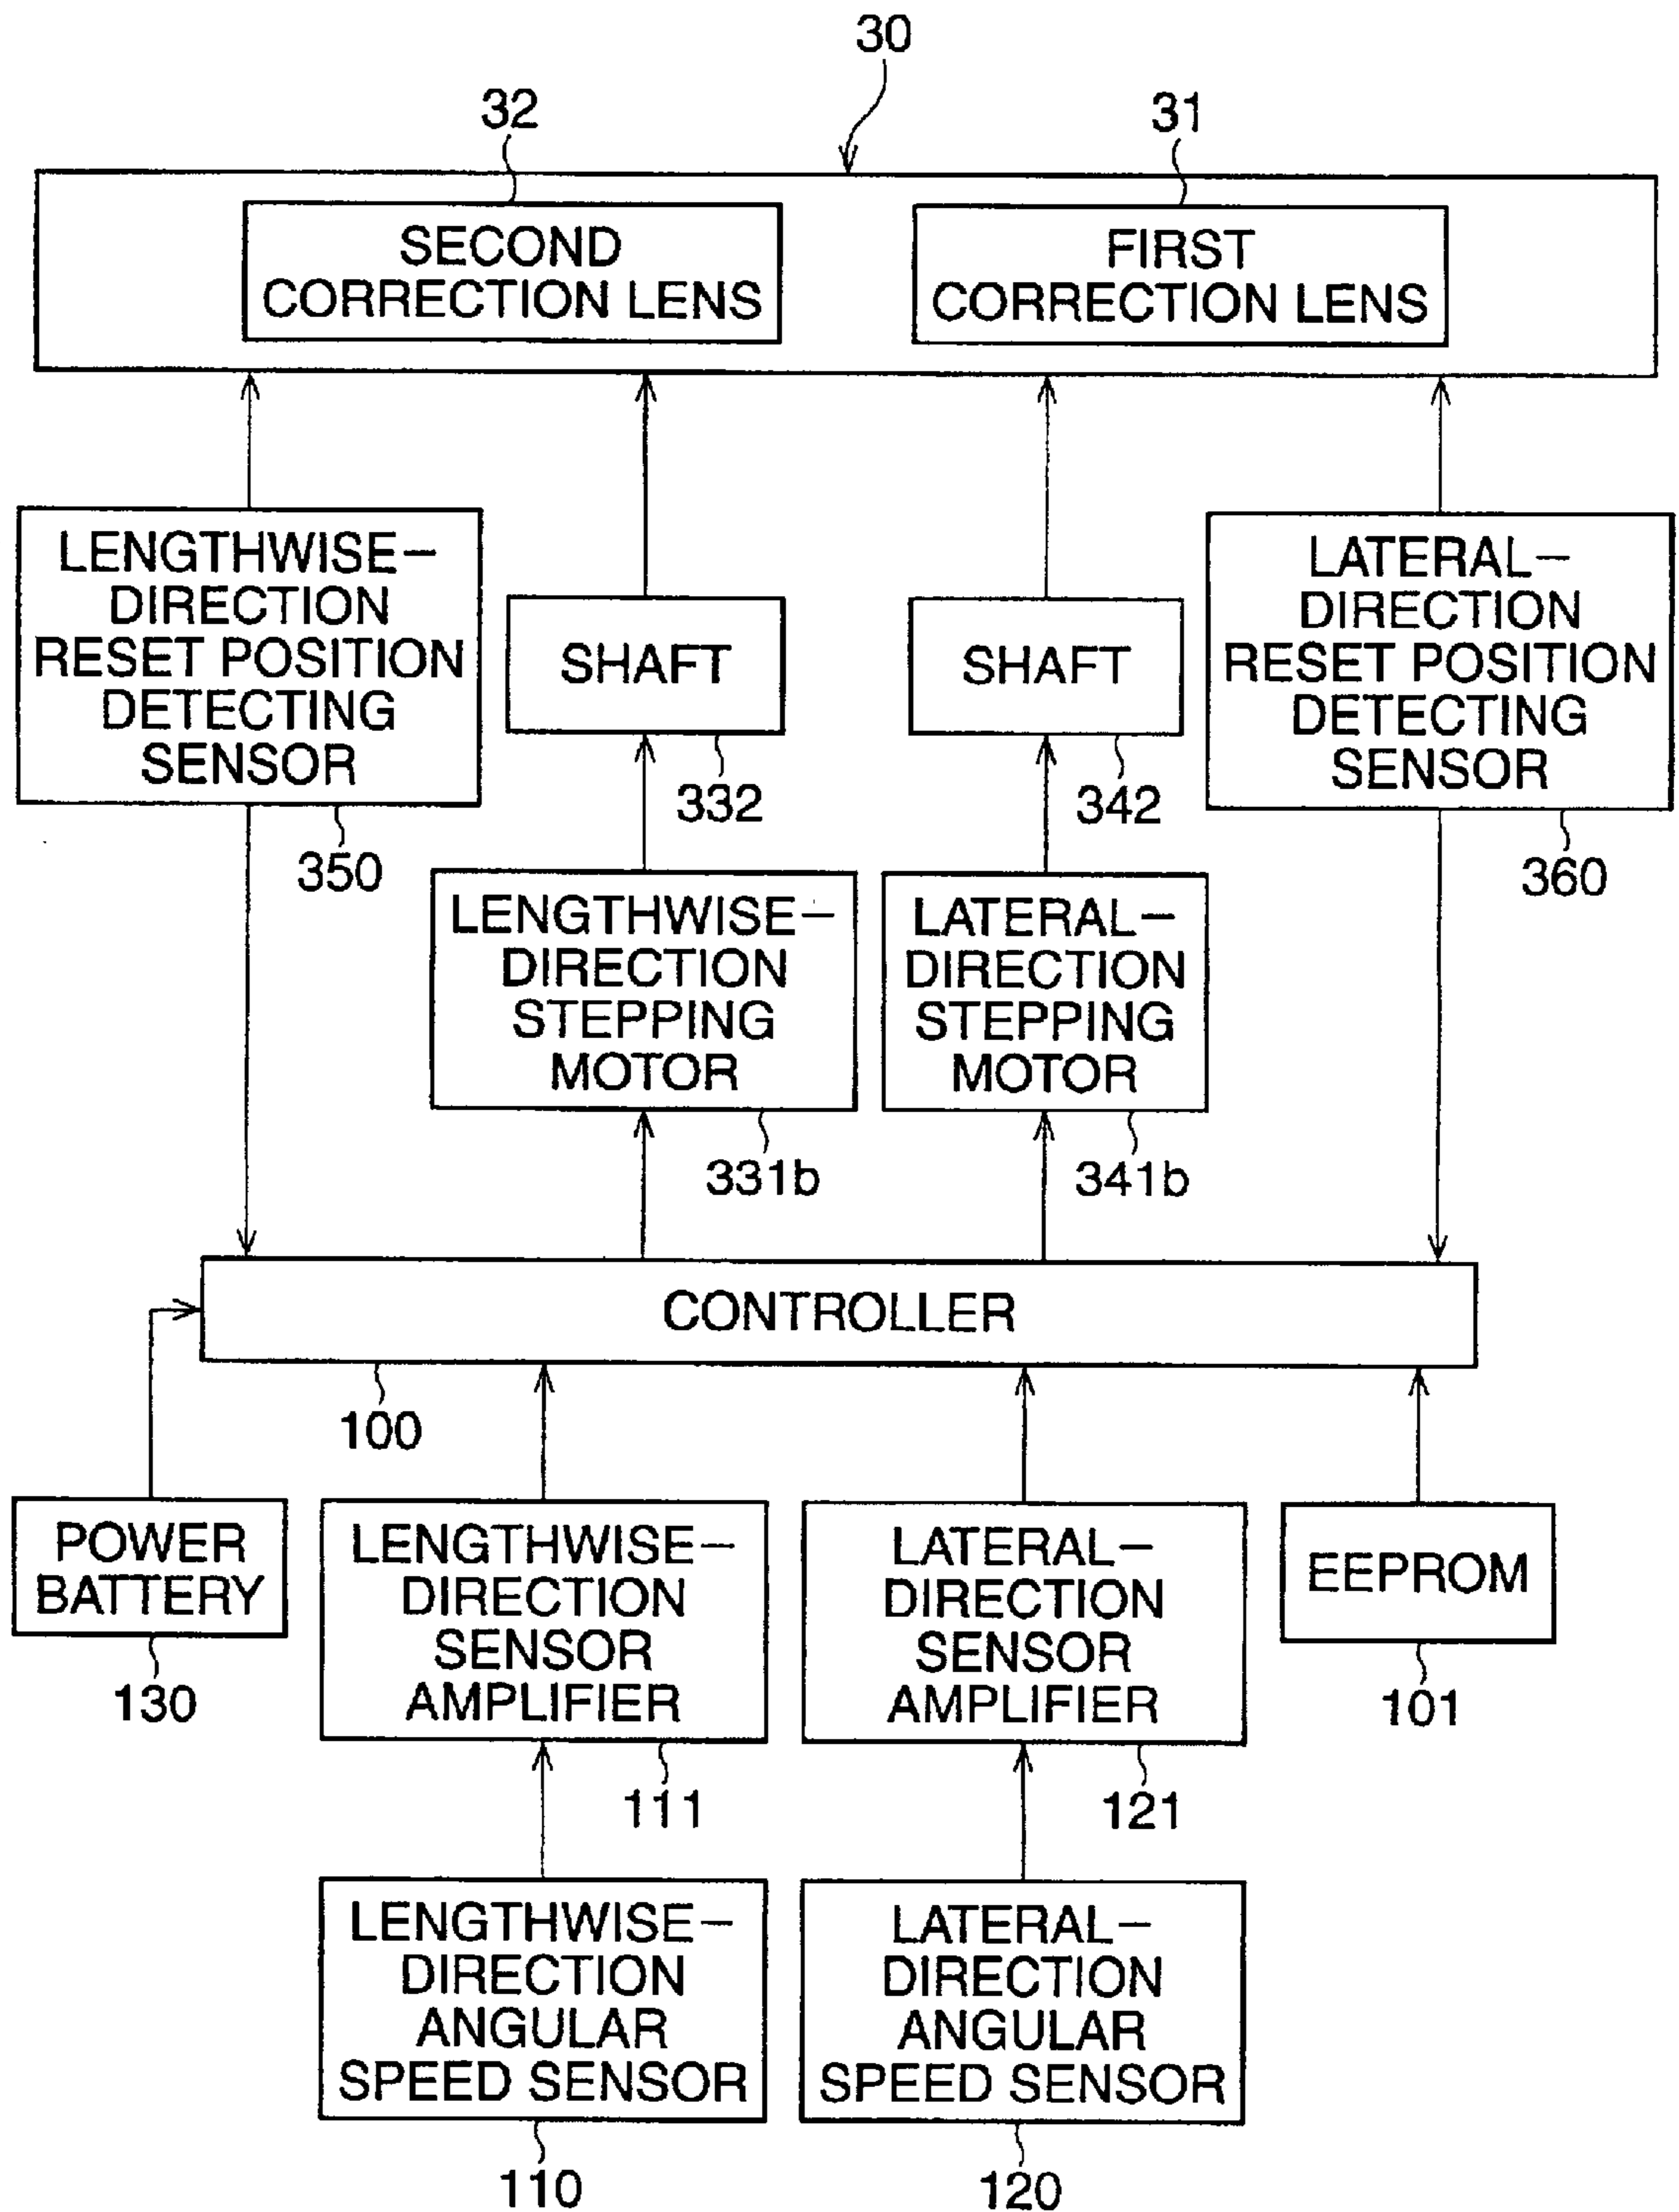 30
32
31
SECOND
CORRECTION LENS
FIRST
CORRECTION LENS
LENGTHWISE–
DIRECTION
RESET POSITION
DETECTING
SENSOR
350
SHAFT
332
SHAFT
342
LATERAL–
DIRECTION
RESET POSITION
DETECTING
SENSOR
360
LENGTHWISE–
DIRECTION
STEPPING
MOTOR
331b
LATERAL–
DIRECTION
STEPPING
MOTOR
341b
CONTROLLER
100
POWER
BATTERY
130
LENGTHWISE–
DIRECTION
SENSOR
AMPLIFIER
111
LATERAL–
DIRECTION
SENSOR
AMPLIFIER
121
EEPROM
101
LENGTHWISE–
DIRECTION
ANGULAR
SPEED SENSOR
110
LATERAL–
DIRECTION
ANGULAR
SPEED SENSOR
120